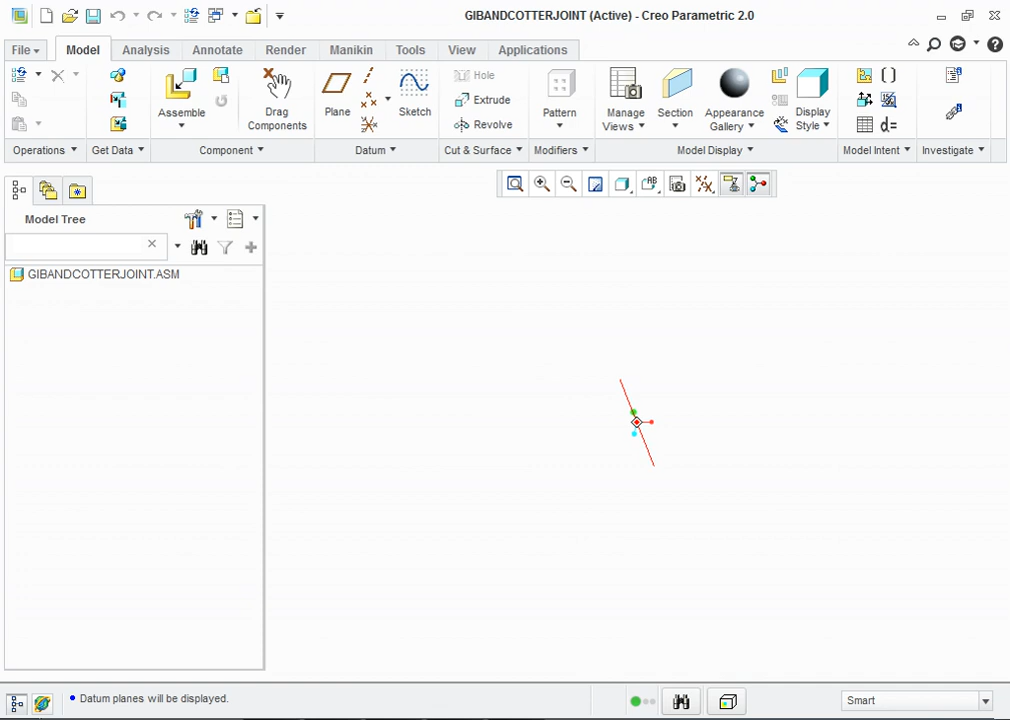 GIBANDCOTTERJOINT (Active) - Creo Parametric 2.0
File Model Analysis Annotate Render Manikin Tools View Applications
Assemble
Drag
Components
Plane
Sketch
Hole
Extrude
Revolve
Pattern
Manage
Views
Section
Appearance
Gallery
Display
Style
d=
Operations Get Data Component Datum Cut & Surface Modifiers Model Display Model Intent Investigate
Model Tree
GIBANDCOTTERJOINT.ASM
Datum planes will be displayed.
Smart